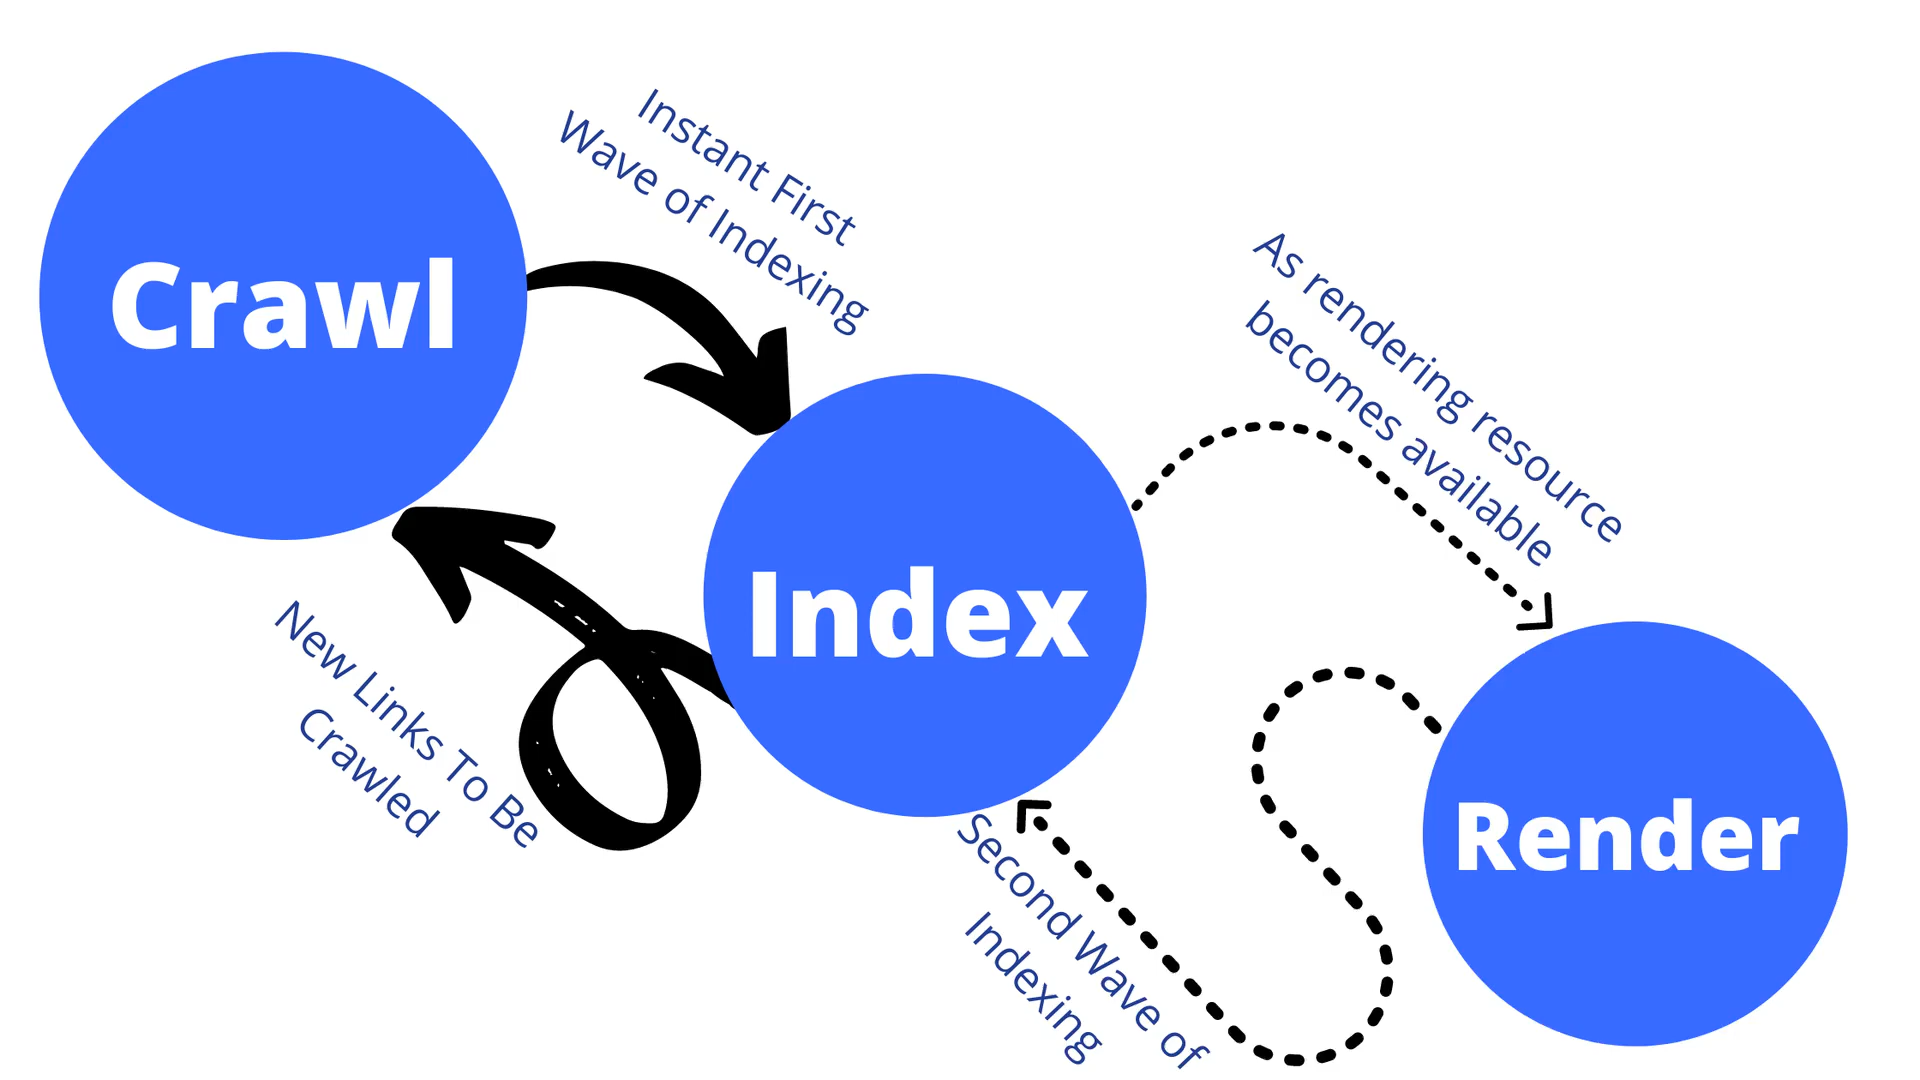 Crawl
Instant First
Wave of Indexing
As rendering resource
becomes available
Index
New Links To Be
Crawled
Render
Second Wave of
Indexing